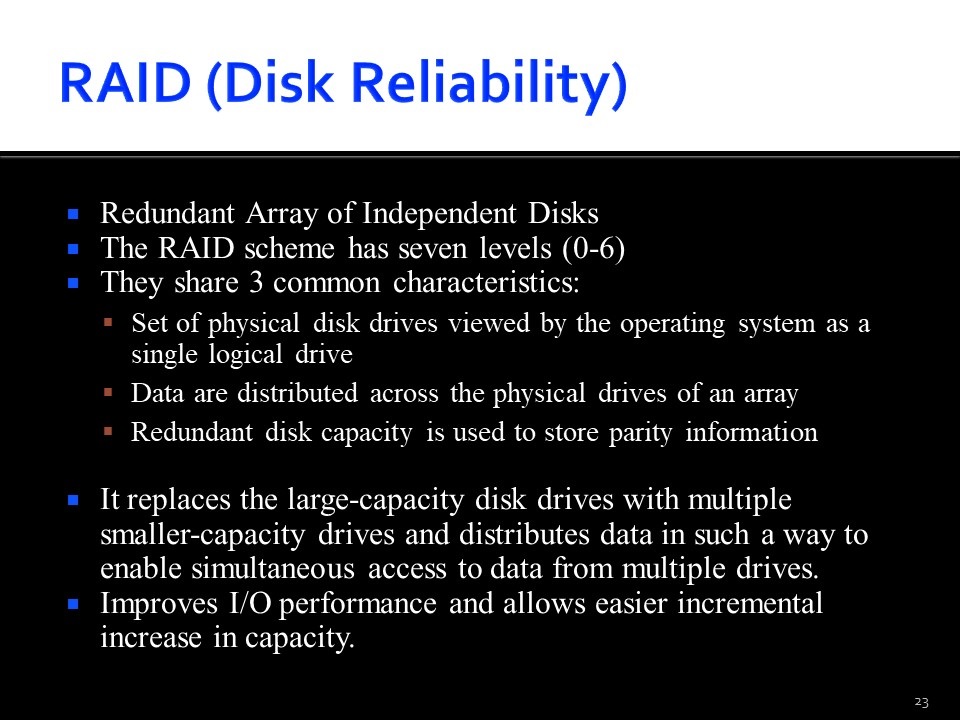 RAID (Disk Reliability)
Redundant Array of Independent Disks
The RAID scheme has seven levels (0-6)
They share 3 common characteristics:
Set of physical disk drives viewed by the operating system as a
single logical drive
Data are distributed across the physical drives of an array
Redundant disk capacity is used to store parity information
It replaces the large-capacity disk drives with multiple
smaller-capacity drives and distributes data in such a way to
enable simultaneous access to data from multiple drives.
Improves I/O performance and allows easier incremental
increase in capacity.
23